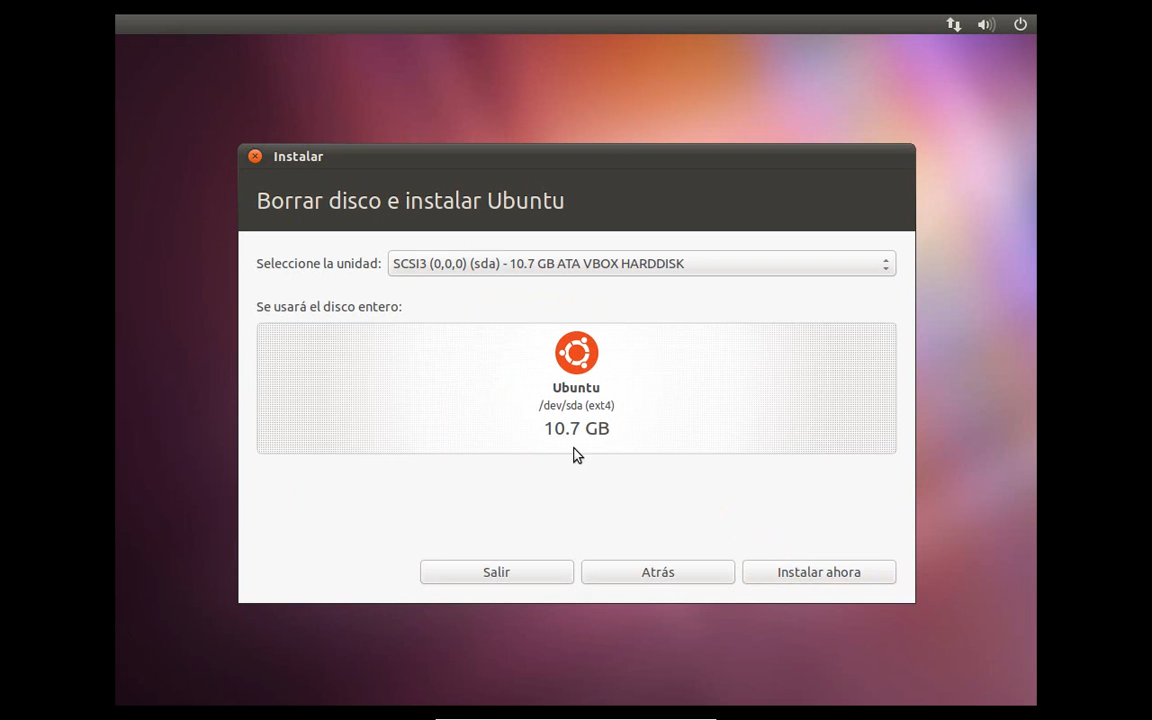 Instalar
Borrar disco e instalar Ubuntu
Seleccione la unidad: SCSI3 (0,0,0) (sda) - 10.7 GB ATA VBOX HARDDISK
Se usará el disco entero:
Ubuntu
/dev/sda (ext4)
10.7 GB
Salir Atrás Instalar ahora